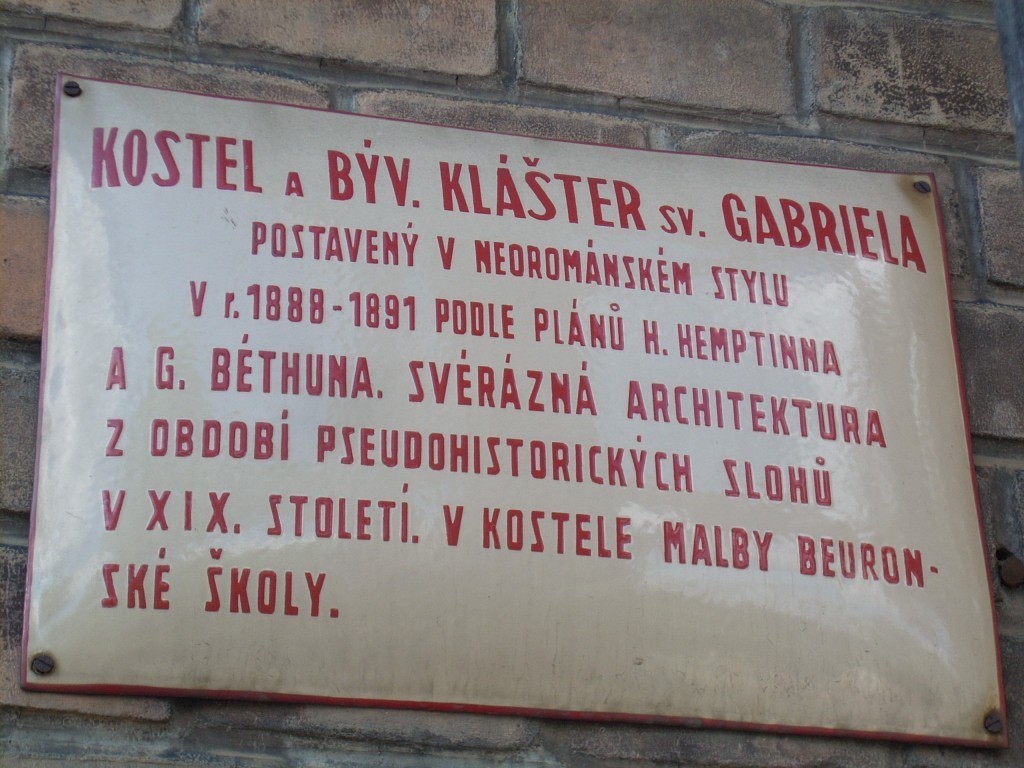 KOSTEL A BÝV. KLÁŠTER SV. GABRIELA
POSTAVENÝ V NEOROMÁNSKÉM STYLU
V r. 1888-1891 PODLE PLÁNŮ H. HEMPTINNA
A G. BÉTHUNA. SVÉRÁZNÁ ARCHITEKTURA
Z OBDOBÍ PSEUDOHISTORICKÝCH SLOHŮ
V XIX. STOLETÍ. V KOSTELE MALBY BEURON-
SKÉ ŠKOLY.